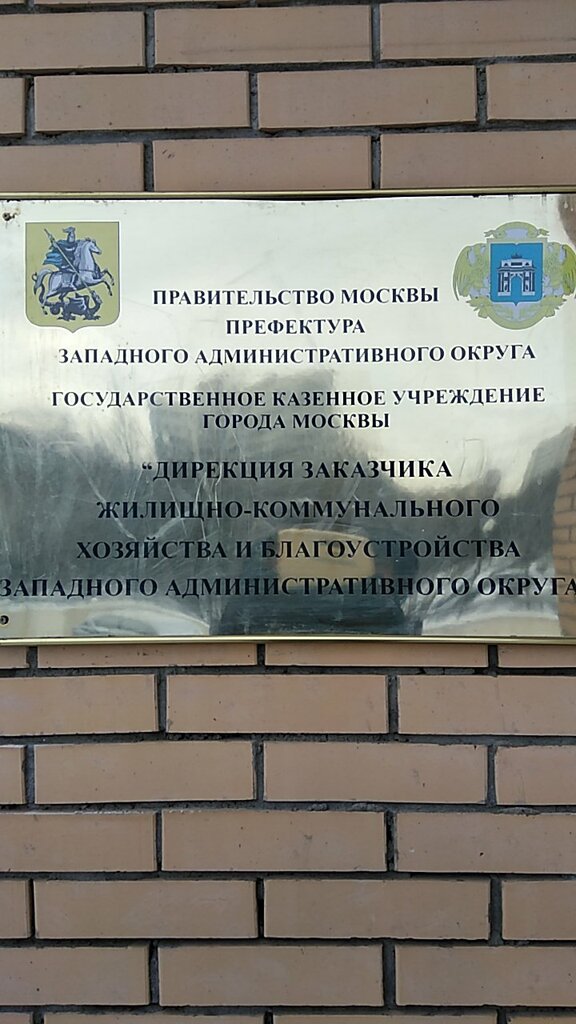 ПРАВИТЕЛЬСТВО МОСКВЫ
ПРЕФЕКТУРА
ЗАПАДНОГО АДМИНИСТРАТИВНОГО ОКРУГА
ГОСУДАРСТВЕННОЕ КАЗЕННОЕ УЧРЕЖДЕНИЕ
ГОРОДА МОСКВЫ
“ДИРЕКЦИЯ ЗАКАЗЧИКА
ЖИЛИЩНО-КОММУНАЛЬНОГО
ХОЗЯЙСТВА И БЛАГОУСТРОЙСТВА
ЗАПАДНОГО АДМИНИСТРАТИВНОГО ОКРУГА